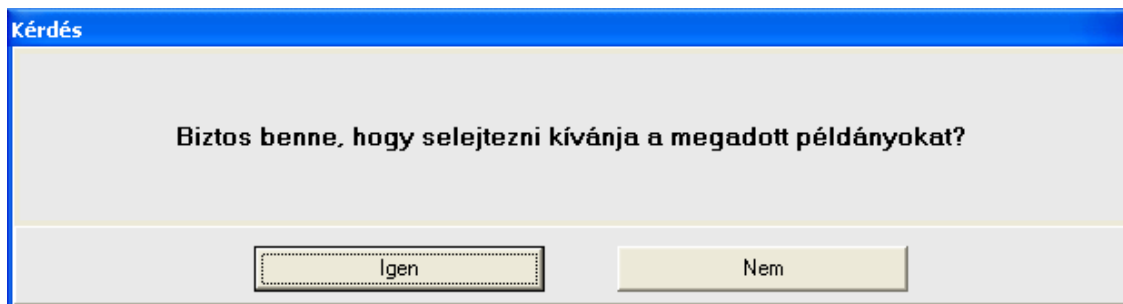 Kérdés
Biztos benne, hogy selejtezni kívánja a megadott példányokat?
Igen
Nem